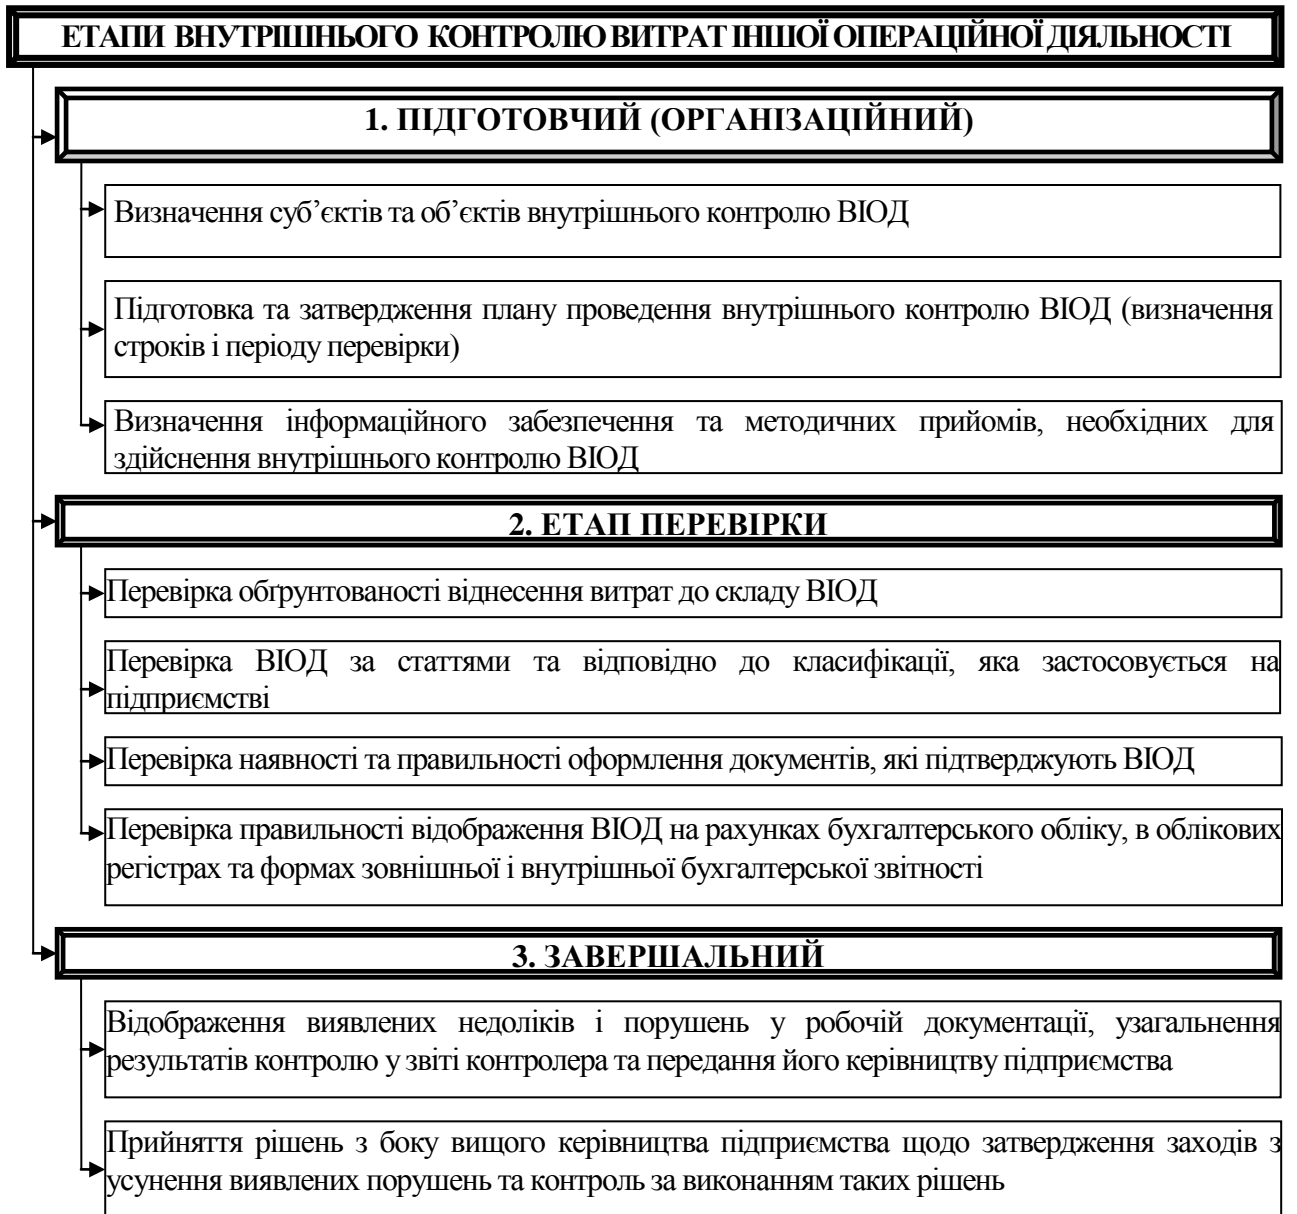 ЕТАПИ ВНУТРІШНЬОГО КОНТРОЛЮ ВИТРАТ ІНШОЇ ОПЕРАЦІЙНОЇ ДІЯЛЬНОСТІ
1. ПІДГОТОВЧИЙ (ОРГАНІЗАЦІЙНИЙ)
Визначення суб’єктів та об’єктів внутрішнього контролю ВІОД
Підготовка та затвердження плану проведення внутрішнього контролю ВІОД (визначення
строків і періоду перевірки)
Визначення інформаційного забезпечення та методичних прийомів, необхідних для
здійснення внутрішнього контролю ВІОД
2. ЕТАП ПЕРЕВІРКИ
Перевірка обґрунтованості віднесення витрат до складу ВІОД
Перевірка ВІОД за статтями та відповідно до класифікації, яка застосовується на
підприємстві
Перевірка наявності та правильності оформлення документів, які підтверджують ВІОД
Перевірка правильності відображення ВІОД на рахунках бухгалтерського обліку, в облікових
регістрах та формах зовнішньої і внутрішньої бухгалтерської звітності
3. ЗАВЕРШАЛЬНИЙ
Відображення виявлених недоліків і порушень у робочій документації, узагальнення
результатів контролю у звіті контролера та передання його керівництву підприємства
Прийняття рішень з боку вищого керівництва підприємства щодо затвердження заходів з
усунення виявлених порушень та контроль за виконанням таких рішень